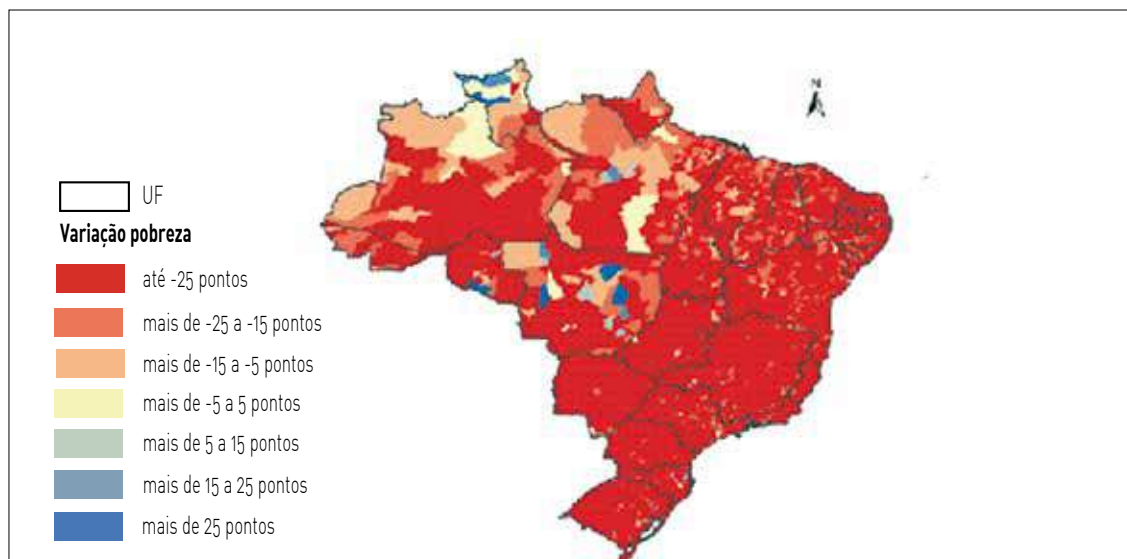 N
UF
Variação pobreza
até -25 pontos
mais de -25 a -15 pontos
mais de -15 a -5 pontos
mais de -5 a 5 pontos
mais de 5 a 15 pontos
mais de 15 a 25 pontos
mais de 25 pontos